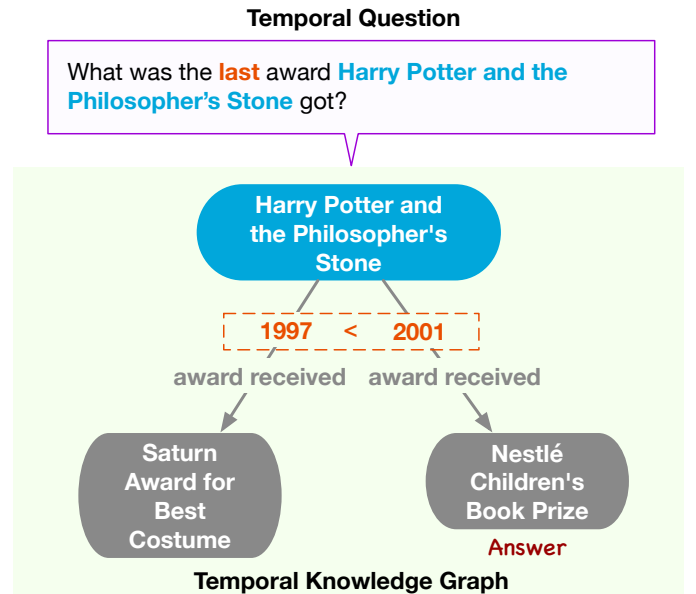 Temporal Question
What was the last award Harry Potter and the
Philosopher's Stone got?
Harry Potter and
the Philosopher's
Stone
1997 < 2001
award received award received
Saturn
Award for
Best
Costume
Nestlé
Children's
Book Prize
Answer
Temporal Knowledge Graph